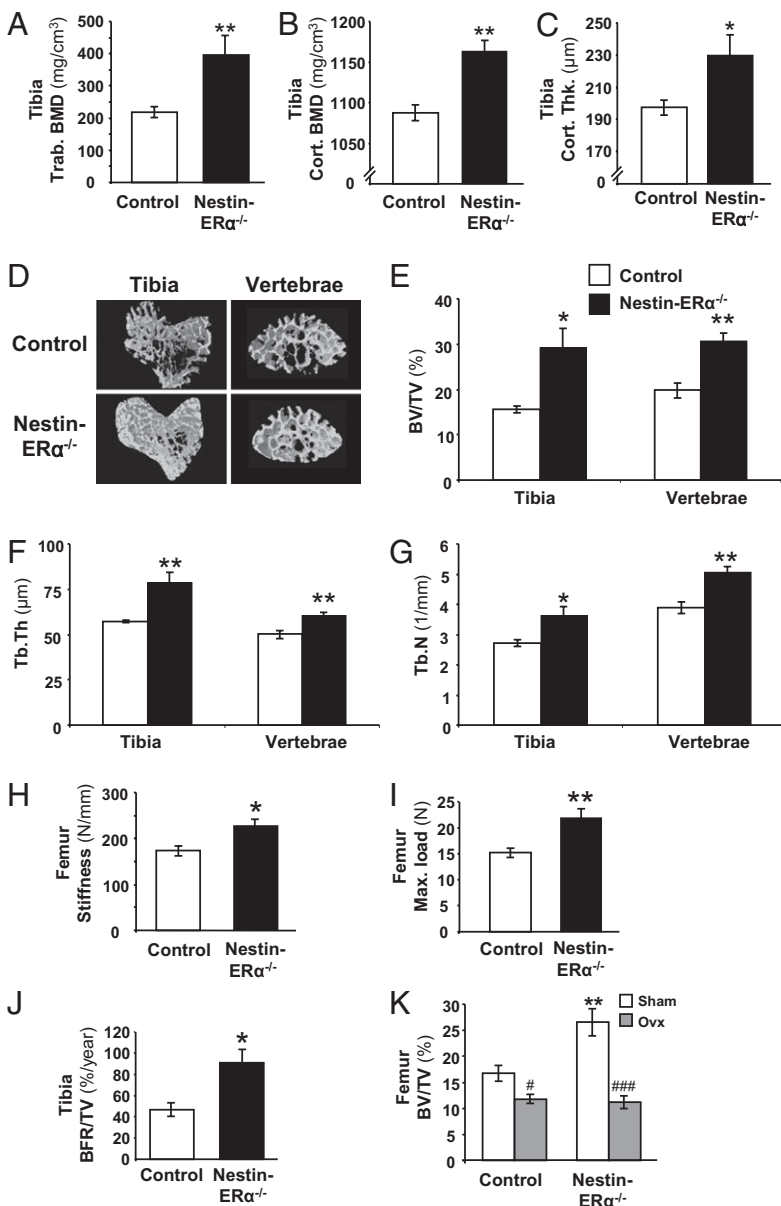 A
Tibia
Trab. BMD (mg/cm³)
500
400
300
200
100
0
**
Control
Nestin-
ERα-/-
B
Tibia
Cort. BMD (mg/cm³)
1200
1150
1100
1050
0
**
Control
Nestin-
ERα-/-
C
Tibia
Cort. Thk. (µm)
250
230
210
190
170
0
*
Control
Nestin-
ERα-/-
D
Tibia
Vertebrae
Control
Nestin-
ERα-/-
E
Control
Nestin-ERα-/-
BV/TV (%)
40
30
20
10
0
*
**
Tibia
Vertebrae
F
Tb.Th (µm)
100
75
50
25
0
**
**
Tibia
Vertebrae
G
Tb.N (1/mm)
6
5
4
3
2
1
0
*
**
Tibia
Vertebrae
H
Femur
Stiffness (N/mm)
300
200
100
0
*
Control
Nestin-
ERα-/-
I
Femur
Max. load (N)
25
20
15
10
5
0
**
Control
Nestin-
ERα-/-
J
Tibia
BFR/TV (%/year)
120
100
80
60
40
20
0
*
Control
Nestin-
ERα-/-
K
Femur
BV/TV (%)
30
25
20
15
10
5
0
Sham
Ovx
#
**
###
Control
Nestin-
ERα-/-